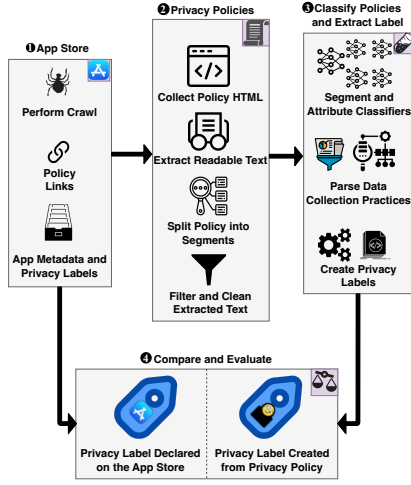 ❶App Store
Perform Crawl
Policy
Links
App Metadata and
Privacy Labels
❷Privacy Policies
Collect Policy HTML
Extract Readable Text
Split Policy into
Segments
Filter and Clean
Extracted Text
❸Classify Policies
and Extract Label
Segment and
Attribute Classifiers
Parse Data
Collection Practices
Create Privacy
Labels
❹Compare and Evaluate
Privacy Label Declared
on the App Store
Privacy Label Created
from Privacy Policy